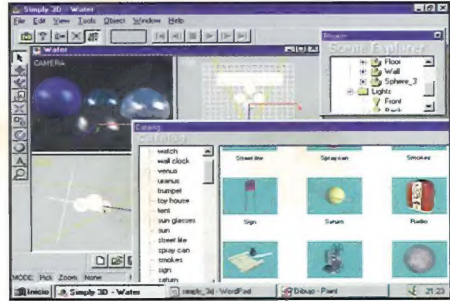 Simply 3D - Water
File Edit View Tools Object Window Help
Water
CAMERA
Scene Explorer
Floor
Wall
Sphere_3
Lights
Front
Back
Catalog
watch
wall clock
venus
uranus
trumpet
toy house
tent
sun glasses
sun
street lite
spray can
smokes
sign
saturn
Street lite
Spray can
Smokes
Sign
Saturn
Radio
MODE: Pick Zoom: None
Inicio
Simply 3D - Water
simply_3d - WordPad
Dibujo - Paint
21:23